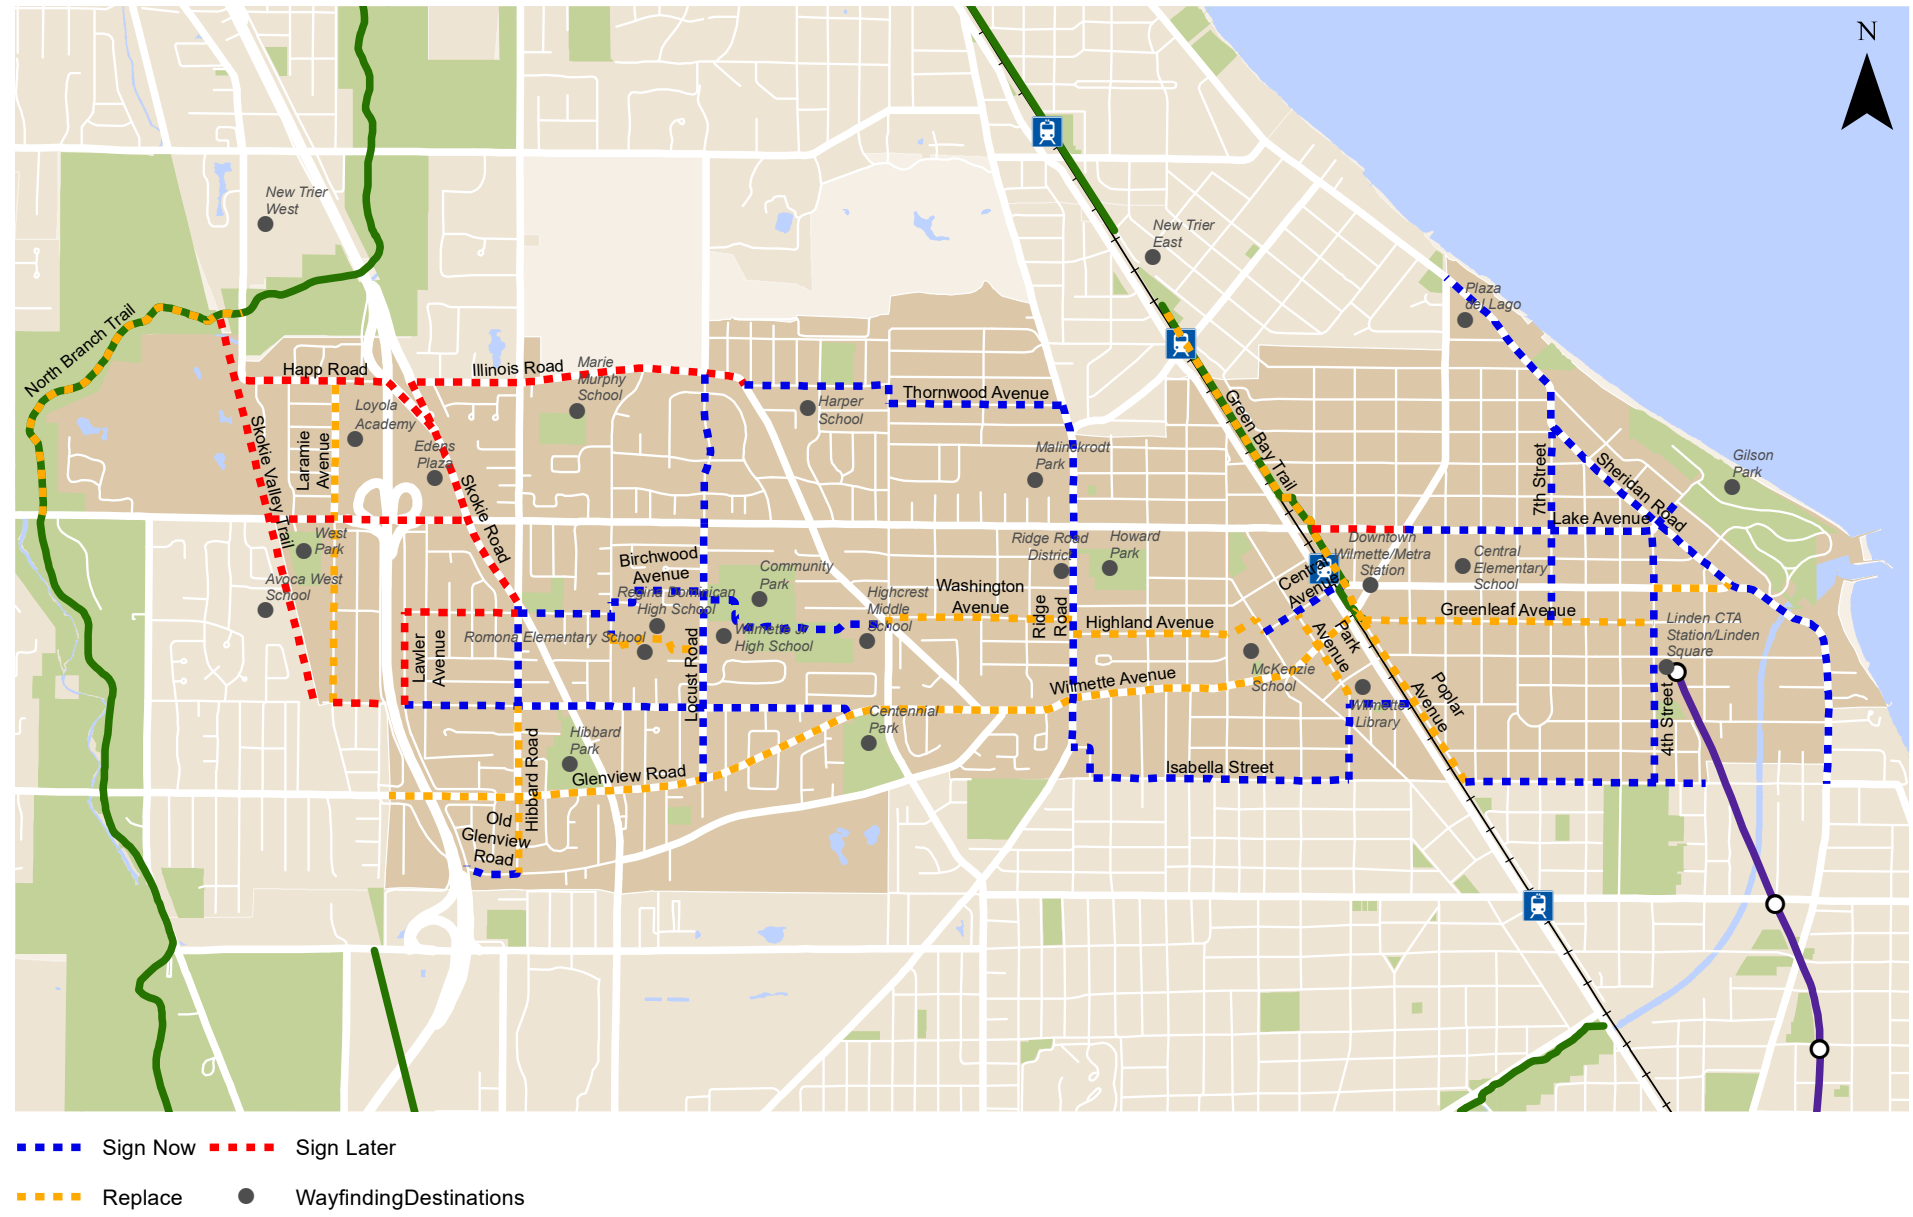 N
New Trier
West
New Trier
East
Plaza
del Lago
North Branch Trail
Happ Road
Illinois Road
Marie
Murphy
School
Thornwood Avenue
Harper
School
Loyola
Academy
Laramie
Avenue
Edens
Plaza
Skokie Valley Trail
Skokie Road
Malinckrodt
Park
Green Bay Trail
7th Street
Sheridan Road
Gilson
Park
Lake Avenue
West
Park
Avoca West
School
Birchwood
Avenue
Regina Dominican
High School
Community
Park
Ridge Road
District
Howard
Park
Downtown
Wilmette/Metra
Station
Central
Elementary
School
Central
Avenue
Highcrest
Middle
School
Washington
Avenue
Ridge
Road
Highland Avenue
Greenleaf Avenue
Linden CTA
Station/Linden
Square
Romona Elementary School
Wilmette Jr
High School
Lawler
Avenue
Locust Road
Park
Avenue
McKenzie
School
Wilmette Avenue
Poplar
Avenue
Wilmette
Library
4th Street
Centennial
Park
Hibbard
Park
Hibbard Road
Glenview Road
Isabella Street
Old
Glenview
Road
Sign Now
Sign Later
Replace
WayfindingDestinations